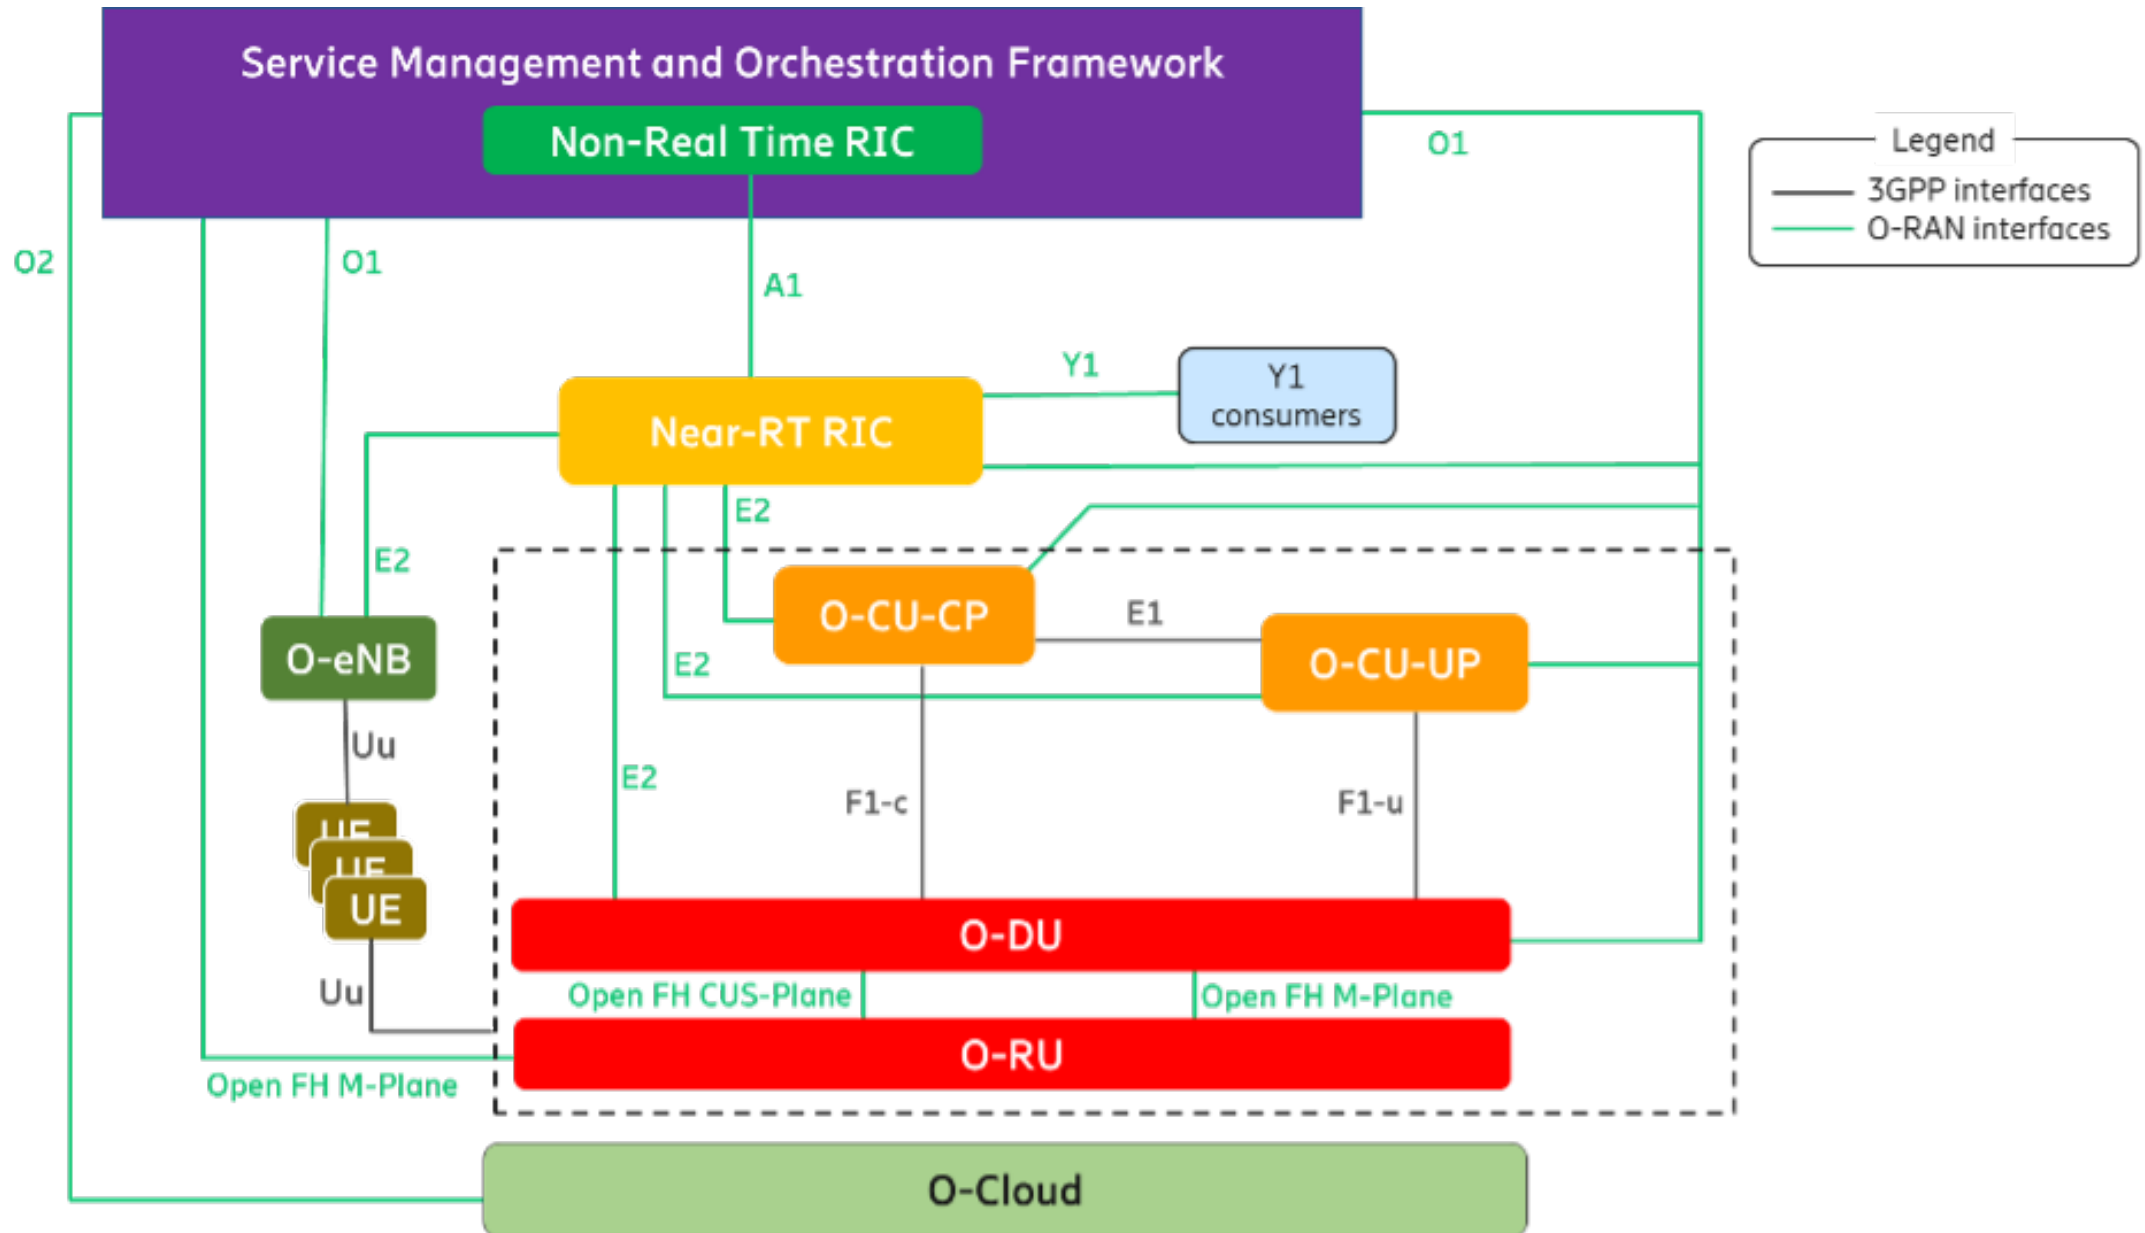 Service Management and Orchestration Framework
Non-Real Time RIC
O1
Legend
3GPP interfaces
O-RAN interfaces
O2
O1
A1
Y1
Y1
consumers
Near-RT RIC
E2
E2
O-CU-CP
E1
O-CU-UP
O-eNB
E2
Uu
E2
F1-c
F1-u
UE
UE
UE
O-DU
Uu
Open FH CUS-Plane
Open FH M-Plane
O-RU
Open FH M-Plane
O-Cloud